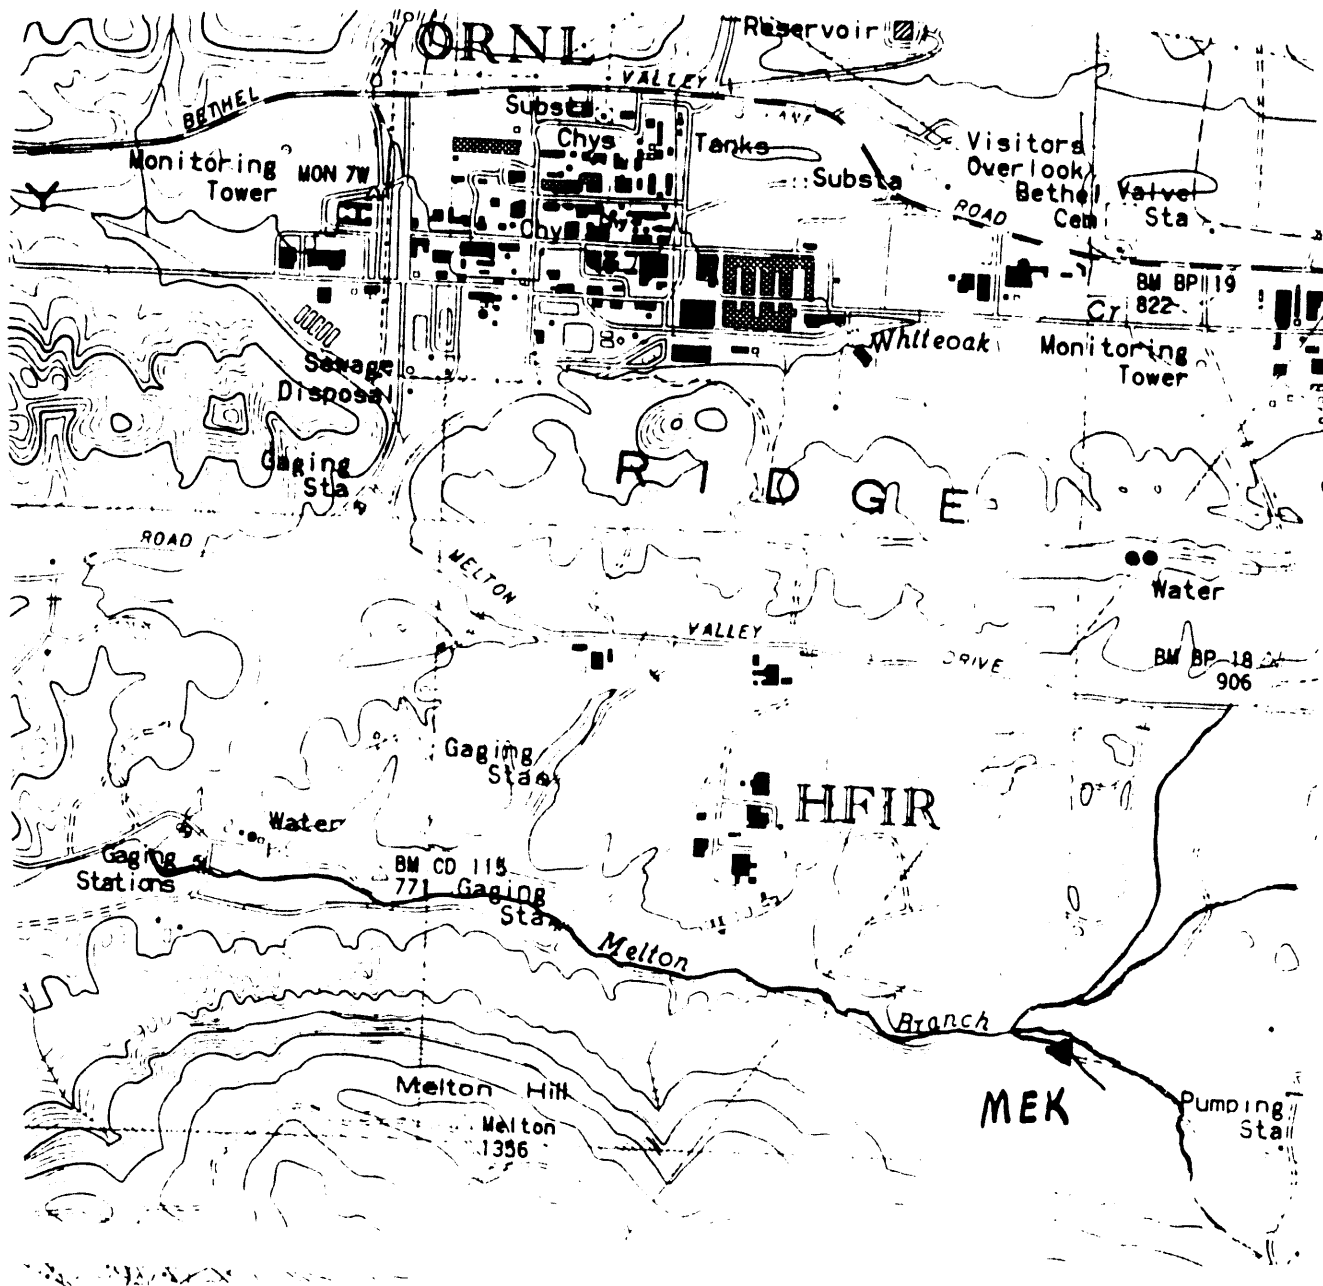 ORNL
Reservoir
BETHEL
VALLEY
Substa
Chys
Tanks
LANE
Monitoring
Tower
MON 7W
Substa
Visitors
Overlook
Bethel
Cem
Valve
Sta
Y
ROAD
Chy
BM BP 119
822
Cr
Whiteoak
Monitoring
Tower
Sewage
Disposal
Gaging
Sta
RIDGE
ROAD
MELTON
VALLEY
DRIVE
Water
BM BP 18
906
Gaging
Sta
HFIR
Water
Gaging
Stations
BM CD 115
771
Gaging
Sta
Melton
Branch
MEK
Melton Hill
Melton
1356
Pumping
Sta